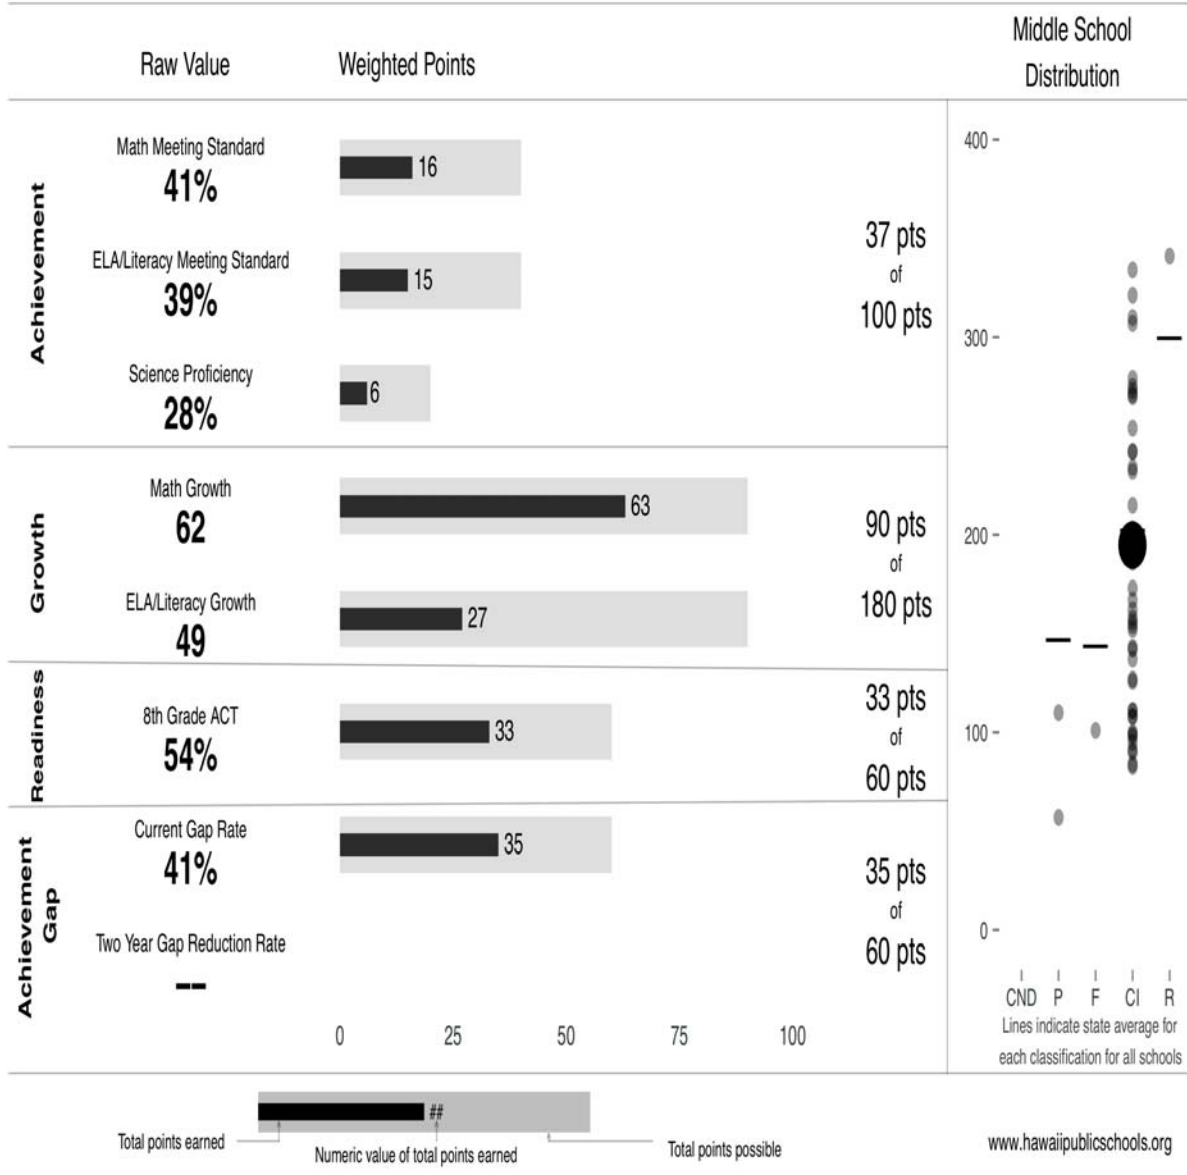 Raw Value
Weighted Points
Middle School
Distribution
Achievement
Math Meeting Standard
41%
16
ELA/Literacy Meeting Standard
39%
15
Science Proficiency
28%
6
37 pts
of
100 pts
Growth
Math Growth
62
63
ELA/Literacy Growth
49
27
90 pts
of
180 pts
Readiness
8th Grade ACT
54%
33
33 pts
of
60 pts
Achievement
Gap
Current Gap Rate
41%
35
Two Year Gap Reduction Rate
--
35 pts
of
60 pts
0 25 50 75 100
400
300
200
100
0
CND P F CI R
Lines indicate state average for
each classification for all schools
##
Total points earned
Numeric value of total points earned
Total points possible
www.hawaiipublicschools.org